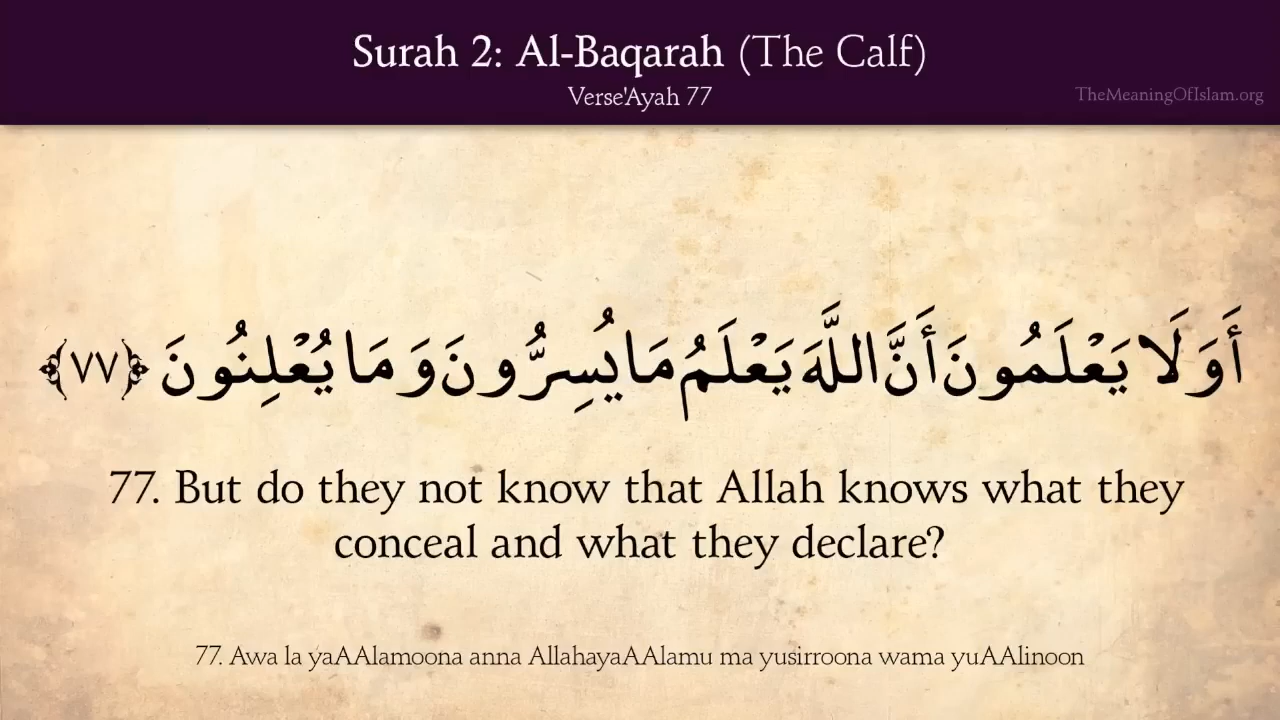 Surah 2: Al-Baqarah (The Calf)
Verse'Ayah 77
TheMeaningOfIslam.org
أَوَلَا يَعْلَمُونَ أَنَّ اللَّهَ يَعْلَمُ مَا يُسِرُّونَ وَمَا يُعْلِنُونَ ﴿٧٧﴾
77. But do they not know that Allah knows what they
conceal and what they declare?
77. Awa la yaAAlamoona anna AllahayaAAlamu ma yusirroona wama yuAAlinoon